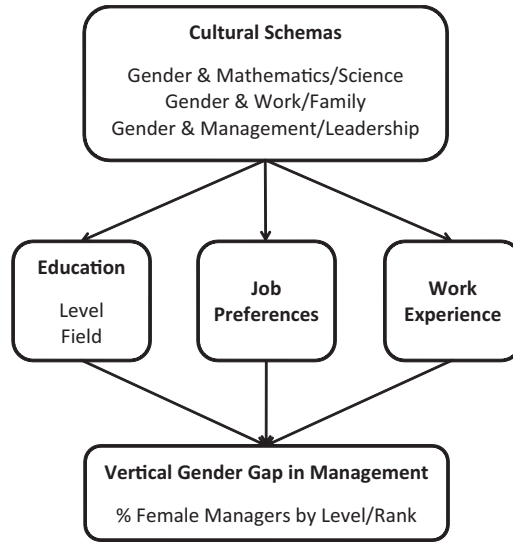 Cultural Schemas
Gender & Mathematics/Science
Gender & Work/Family
Gender & Management/Leadership
Education
Level
Field
Job
Preferences
Work
Experience
Vertical Gender Gap in Management
% Female Managers by Level/Rank